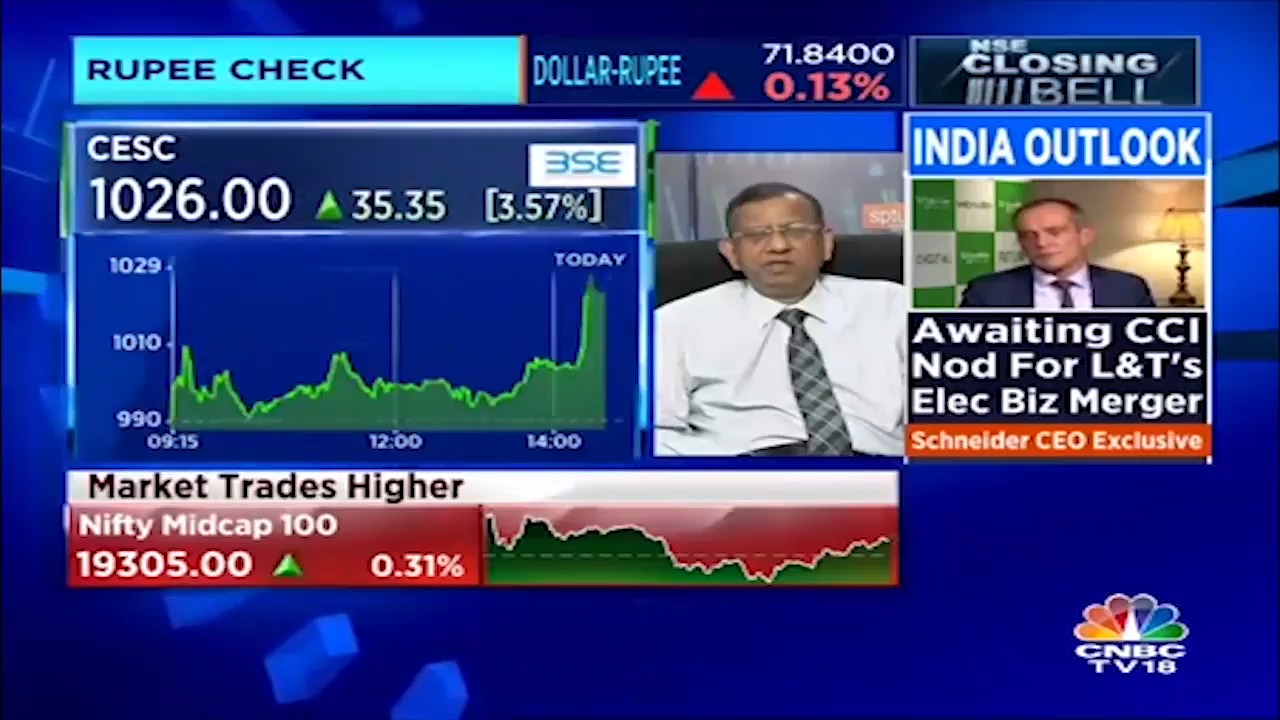 RUPEE CHECK
DOLLAR-RUPEE
71.8400
0.13%
NSE
CLOSING
BELL
CESC
BSE
1026.00 35.35 [3.57%]
TODAY
1029
1010
990
09:15 12:00 14:00
INDIA OUTLOOK
DIGITAL
Awaiting CCI
Nod For L&T's
Elec Biz Merger
Schneider CEO Exclusive
Market Trades Higher
Nifty Midcap 100
19305.00 0.31%
CNBC
TV18